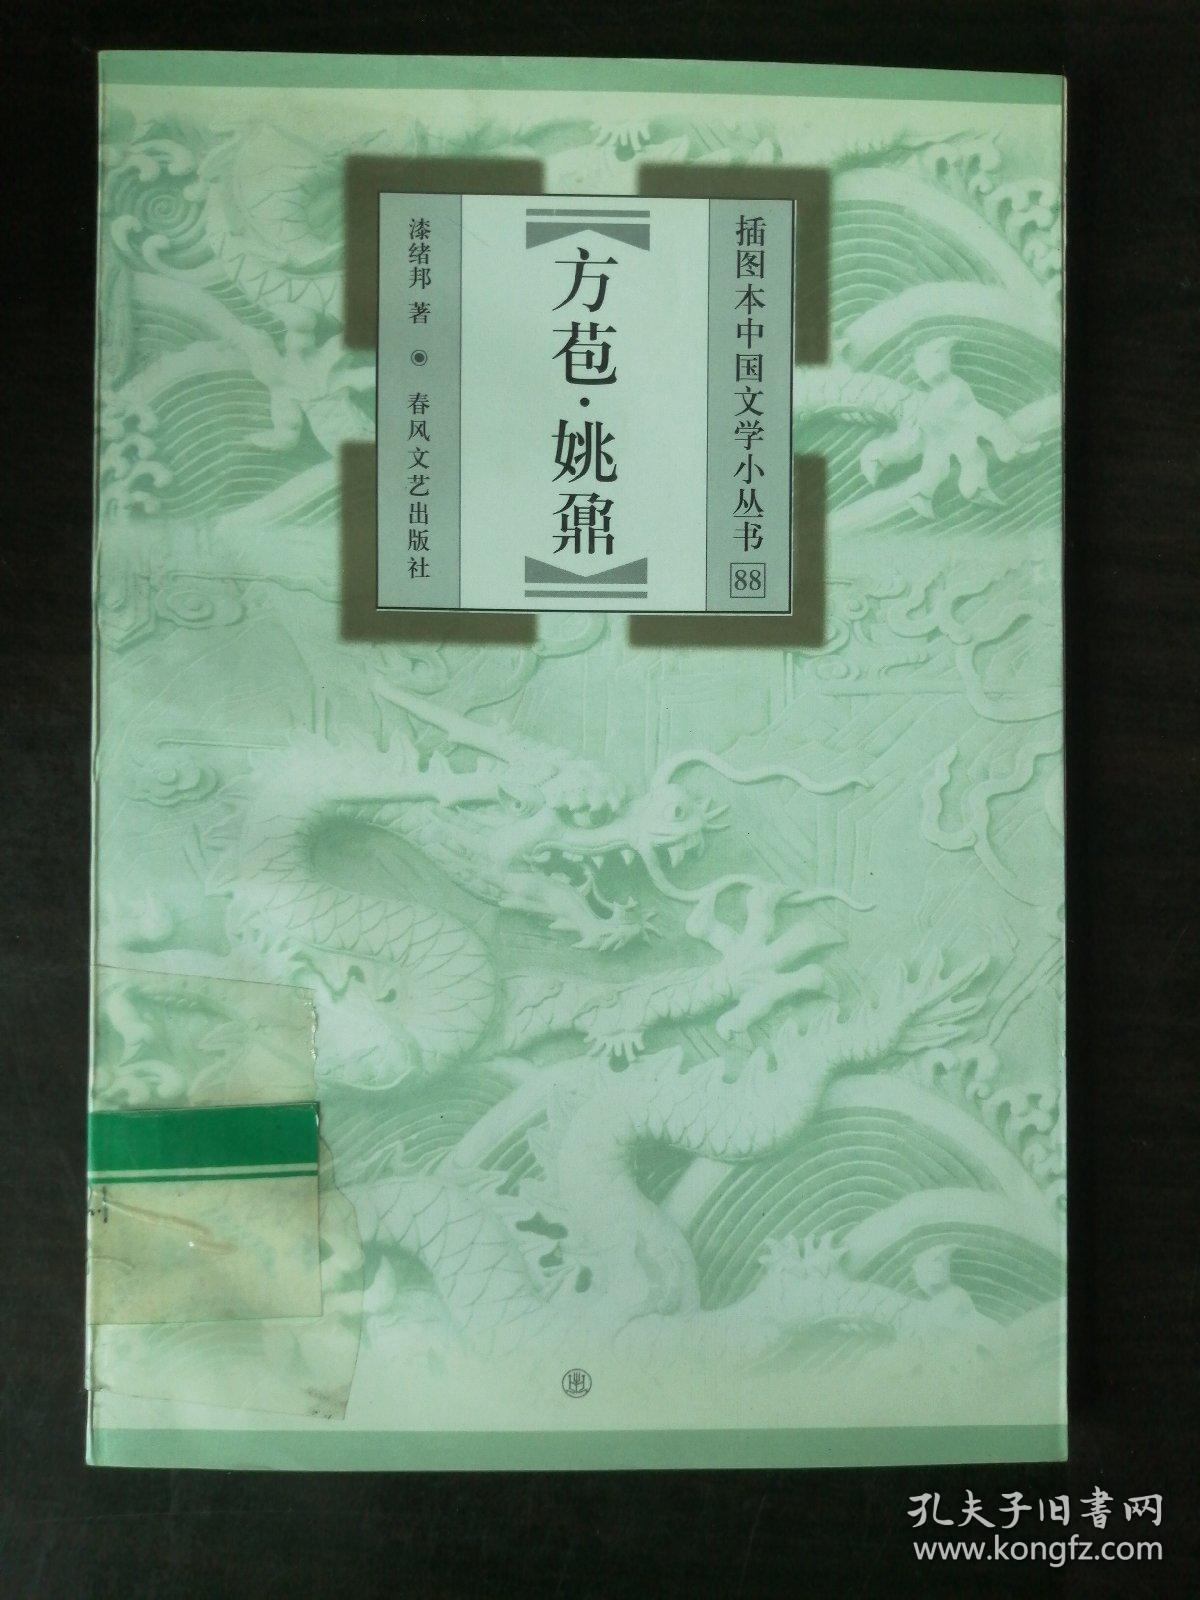 插图本中国文学小丛书 88
方苞·姚鼐
漆绪邦 著 ◉ 春风文艺出版社
孔夫子旧書网
www.kongfz.com